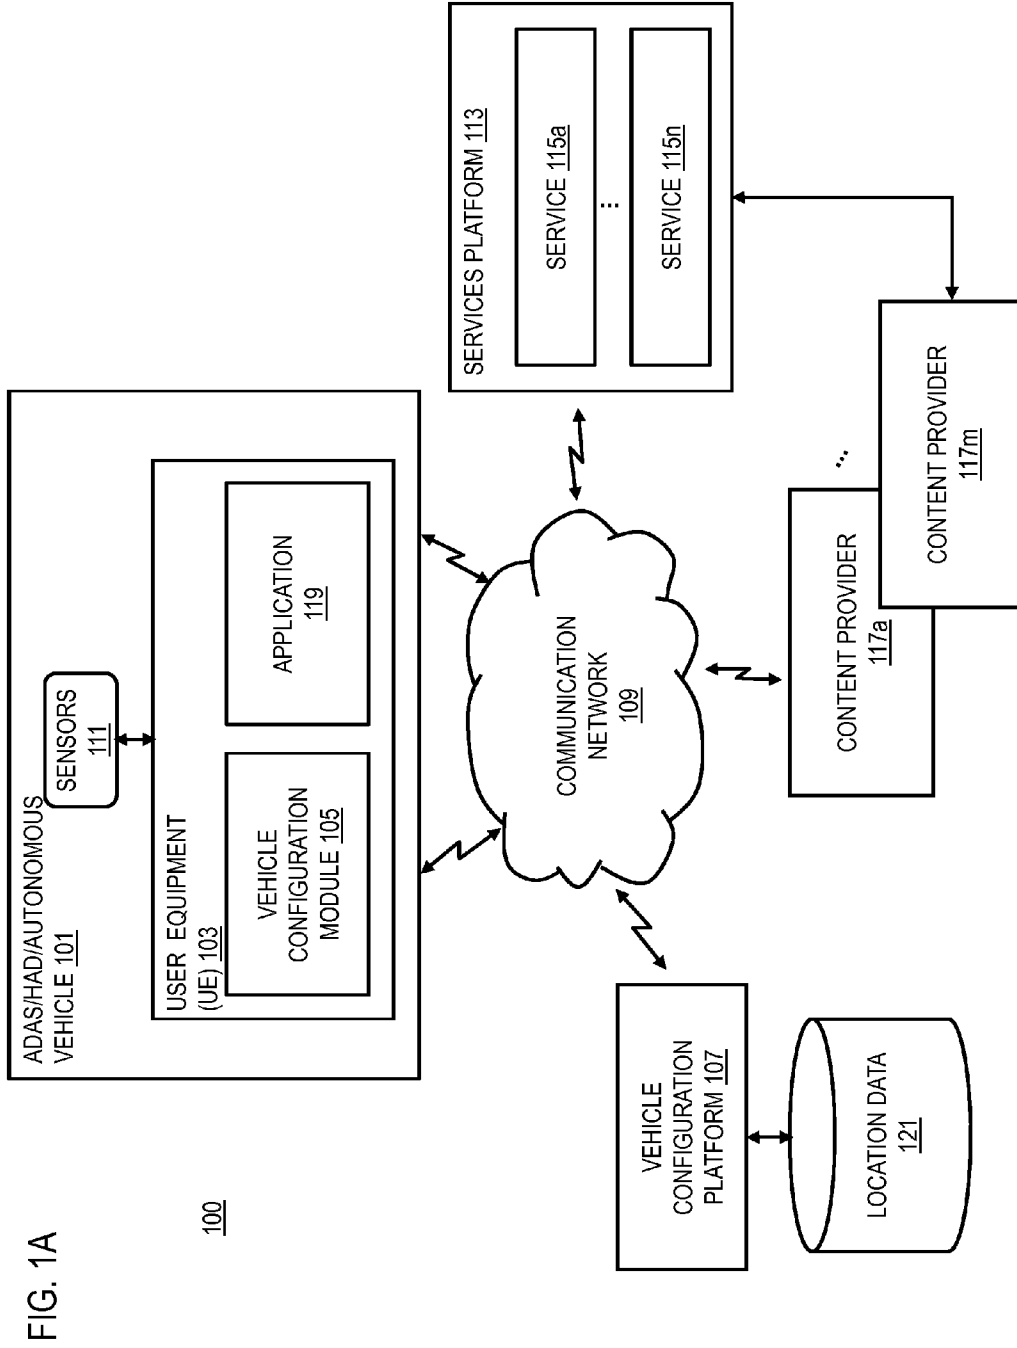 FIG. 1A
100
ADAS/HAD/AUTONOMOUS
VEHICLE 101
SENSORS
111
USER EQUIPMENT
(UE) 103
VEHICLE
CONFIGURATION
MODULE 105
APPLICATION
119
COMMUNICATION
NETWORK
109
SERVICES PLATFORM 113
SERVICE 115a
...
SERVICE 115n
VEHICLE
CONFIGURATION
PLATFORM 107
LOCATION DATA
121
CONTENT PROVIDER
117a
...
CONTENT PROVIDER
117m